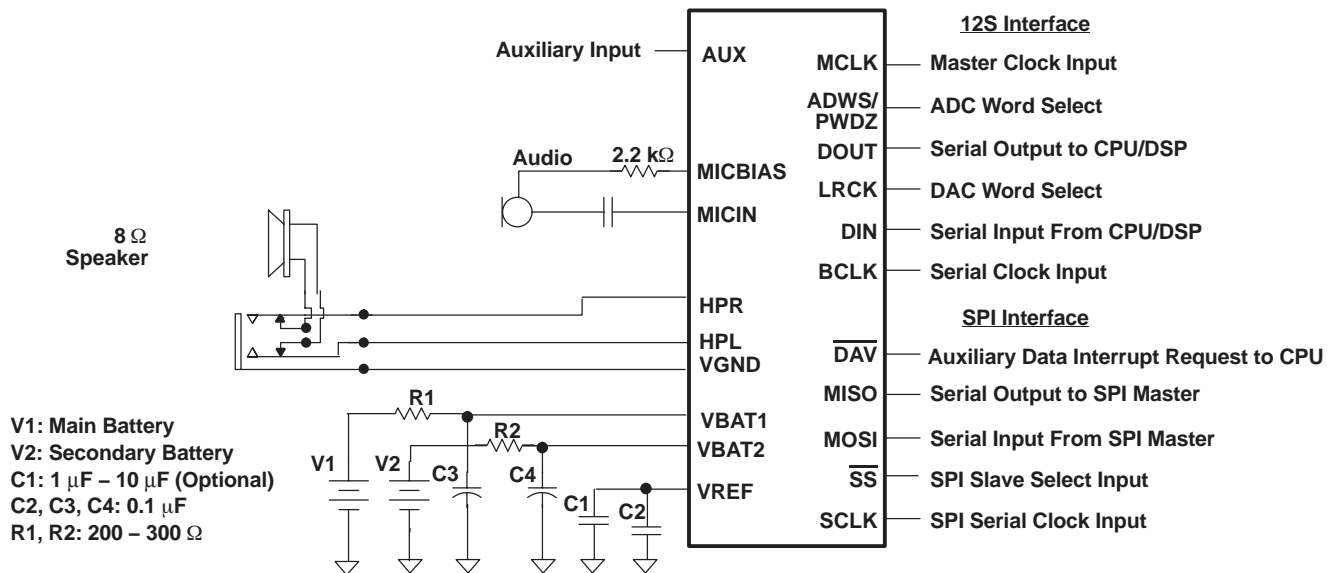 Auxiliary Input
AUX
Audio
2.2 kΩ
MICBIAS
MICIN
8 Ω
Speaker
HPR
HPL
VGND
R1
VBAT1
R2
VBAT2
V1
V2
C3
C4
C1
C2
VREF
V1: Main Battery
V2: Secondary Battery
C1: 1 μF – 10 μF (Optional)
C2, C3, C4: 0.1 μF
R1, R2: 200 – 300 Ω
12S Interface
MCLK Master Clock Input
ADWS/
PWDZ ADC Word Select
DOUT Serial Output to CPU/DSP
LRCK DAC Word Select
DIN Serial Input From CPU/DSP
BCLK Serial Clock Input
SPI Interface
DAV Auxiliary Data Interrupt Request to CPU
MISO Serial Output to SPI Master
MOSI Serial Input From SPI Master
SS SPI Slave Select Input
SCLK SPI Serial Clock Input